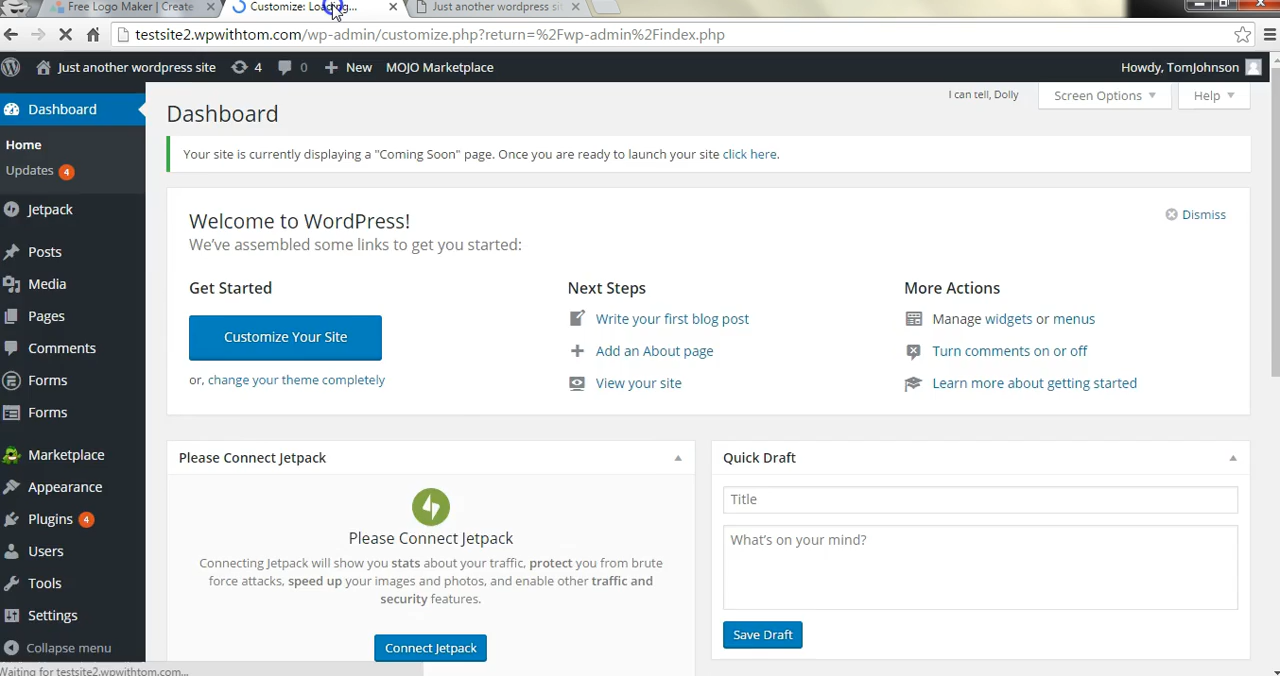 Free Logo Maker | Create
Customize: Loading...
Just another wordpress si
testsite2.wpwithtom.com/wp-admin/customize.php?return=%2Fwp-admin%2Findex.php
Just another wordpress site
4
0
New
MOJO Marketplace
Howdy, TomJohnson
Dashboard
Home
Updates 4
Jetpack
Posts
Media
Pages
Comments
Forms
Forms
Marketplace
Appearance
Plugins 4
Users
Tools
Settings
Collapse menu
Waiting for testsite2.wpwithtom.com...
Dashboard
I can tell, Dolly
Screen Options
Help
Your site is currently displaying a "Coming Soon" page. Once you are ready to launch your site click here.
Welcome to WordPress!
Dismiss
We've assembled some links to get you started:
Get Started
Customize Your Site
or, change your theme completely
Next Steps
Write your first blog post
Add an About page
View your site
More Actions
Manage widgets or menus
Turn comments on or off
Learn more about getting started
Please Connect Jetpack
Please Connect Jetpack
Connecting Jetpack will show you stats about your traffic, protect you from brute
force attacks, speed up your images and photos, and enable other traffic and
security features.
Connect Jetpack
Quick Draft
Title
What's on your mind?
Save Draft